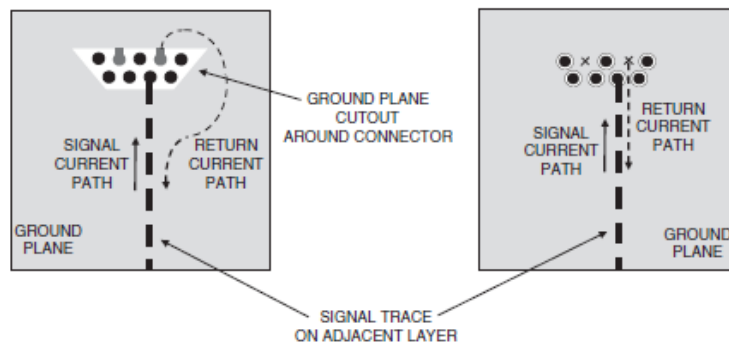 GROUND PLANE
CUTOUT
AROUND CONNECTOR
SIGNAL
CURRENT
PATH
RETURN
CURRENT
PATH
GROUND
PLANE
RETURN
CURRENT
PATH
SIGNAL
CURRENT
PATH
GROUND
PLANE
SIGNAL TRACE
ON ADJACENT LAYER